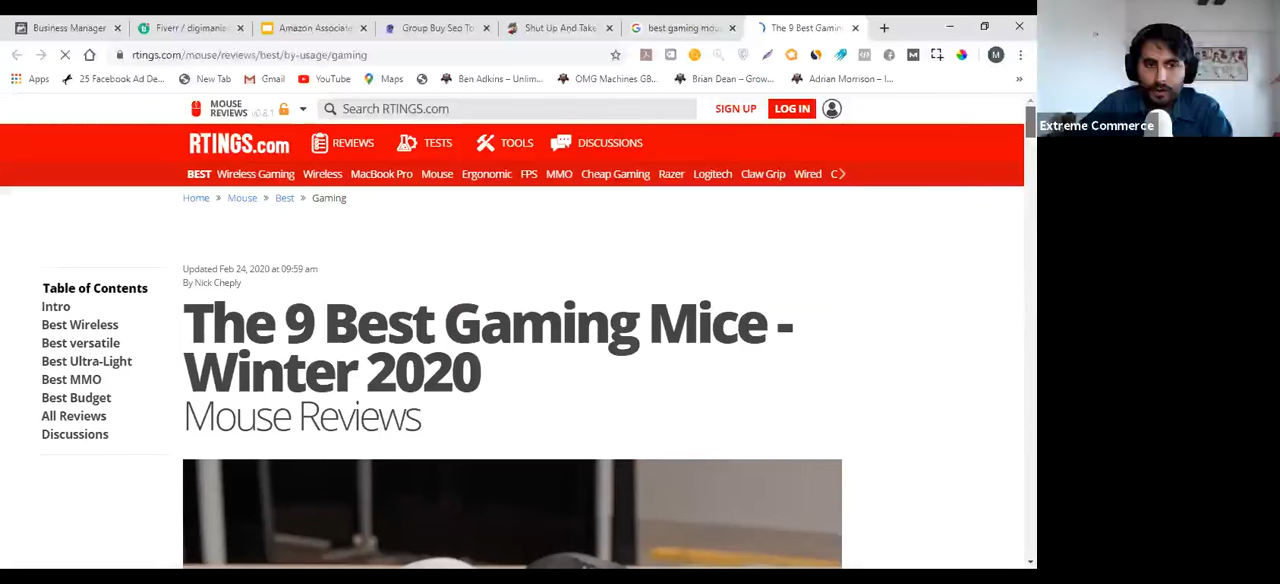 Business Manager
Fiverr / digimani
Amazon Associate
Group Buy Seo To
Shut Up And Take
best gaming mou
The 9 Best Gamin
rtings.com/mouse/reviews/best/by-usage/gaming
Apps
25 Facebook Ad De...
New Tab
Gmail
YouTube
Maps
Ben Adkins – Unlim...
OMG Machines GB...
Brian Dean – Grow...
Adrian Morrison – I...
MOUSE
REVIEWS v0.8.1
Search RTINGS.com
SIGN UP
LOG IN
RTINGS.com
REVIEWS
TESTS
TOOLS
DISCUSSIONS
BEST Wireless Gaming Wireless MacBook Pro Mouse Ergonomic FPS MMO Cheap Gaming Razer Logitech Claw Grip Wired C
Home » Mouse » Best » Gaming
Updated Feb 24, 2020 at 09:59 am
By Nick Cheply
The 9 Best Gaming Mice -
Winter 2020
Mouse Reviews
Table of Contents
Intro
Best Wireless
Best versatile
Best Ultra-Light
Best MMO
Best Budget
All Reviews
Discussions
Extreme Commerce